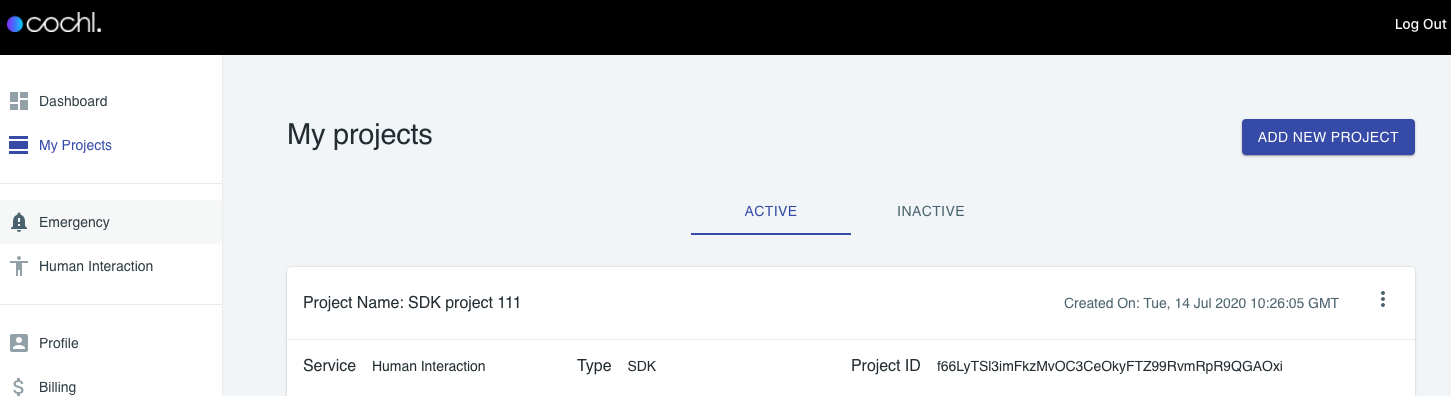 cochl.
Log Out
Dashboard
My Projects
Emergency
Human Interaction
Profile
Billing
My projects
ADD NEW PROJECT
ACTIVE
INACTIVE
Project Name: SDK project 111
Created On: Tue, 14 Jul 2020 10:26:05 GMT
Service Human Interaction Type SDK Project ID f66LyTSl3imFkzMvOC3CeOkyFTZ99RvmRpR9QGAOxi